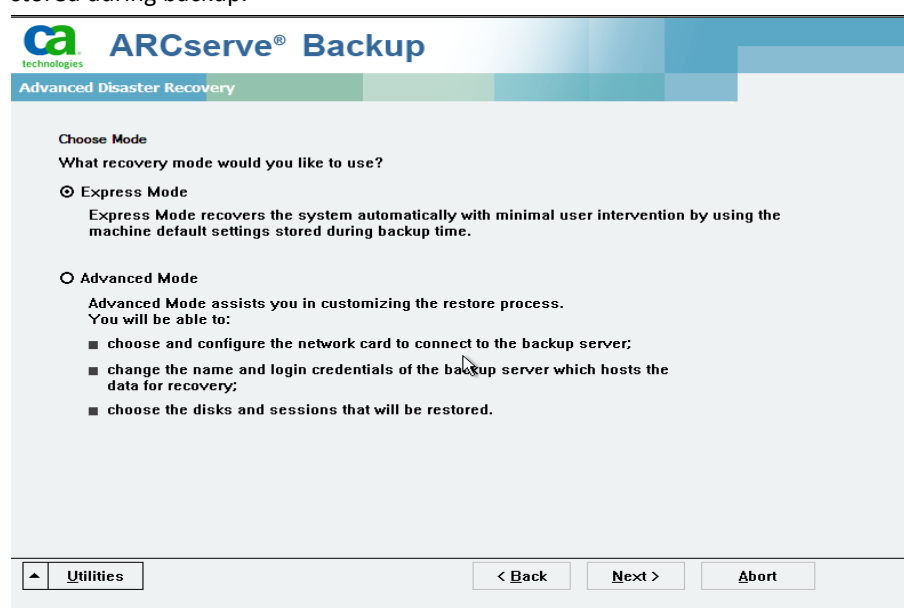 stored during backup.
ca
technologies
ARCserve® Backup
Advanced Disaster Recovery
Choose Mode
What recovery mode would you like to use?
Express Mode
Express Mode recovers the system automatically with minimal user intervention by using the
machine default settings stored during backup time.
Advanced Mode
Advanced Mode assists you in customizing the restore process.
You will be able to:
choose and configure the network card to connect to the backup server;
change the name and login credentials of the backup server which hosts the
data for recovery;
choose the disks and sessions that will be restored.
Utilities
< Back
Next >
Abort